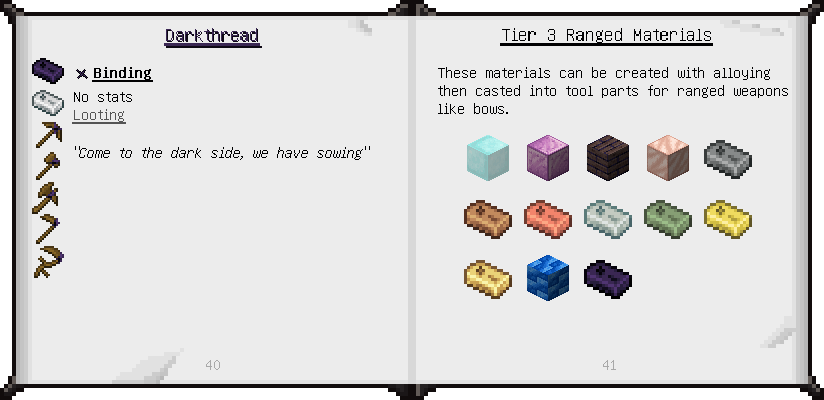 Darkthread
Binding
No stats
Looting
"Come to the dark side, we have sowing"
40
Tier 3 Ranged Materials
These materials can be created with alloying
then casted into tool parts for ranged weapons
like bows.
41